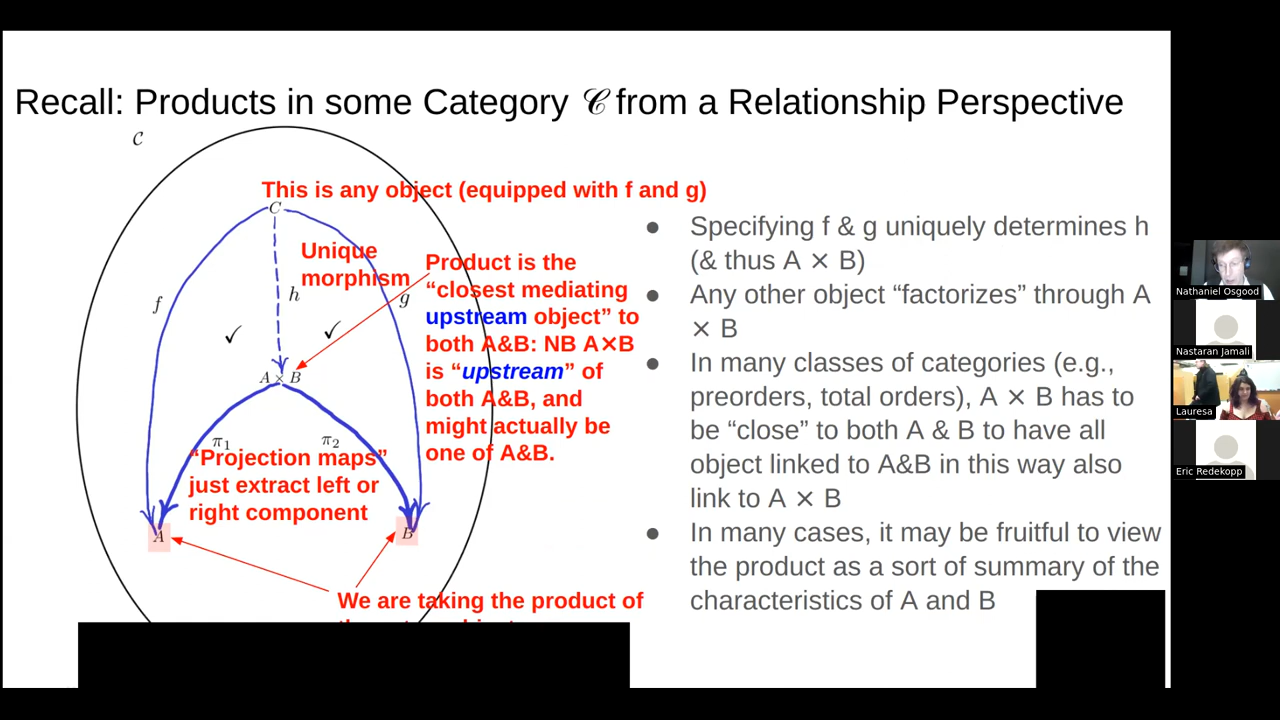 Recall: Products in some Category 𝒞 from a Relationship Perspective
𝒞
This is any object (equipped with f and g)
C
Unique
morphism
f
h
g
✓ ✓
Product is the
“closest mediating
upstream object” to
both A&B: NB A×B
is “upstream” of
both A&B, and
might actually be
one of A&B.
A × B
π₁
π₂
“Projection maps”
just extract left or
right component
A
B
We are taking the product of
● Specifying f & g uniquely determines h
(& thus A × B)
● Any other object “factorizes” through A
× B
● In many classes of categories (e.g.,
preorders, total orders), A × B has to
be “close” to both A & B to have all
object linked to A&B in this way also
link to A × B
● In many cases, it may be fruitful to view
the product as a sort of summary of the
characteristics of A and B
Nathaniel Osgood
Nastaran Jamali
Lauresa
Eric Redekopp